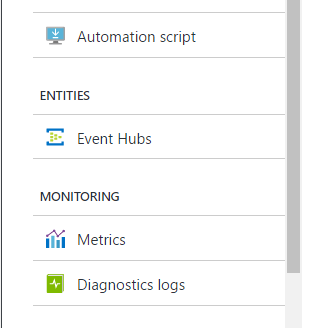 Automation script
ENTITIES
Event Hubs
MONITORING
Metrics
Diagnostics logs